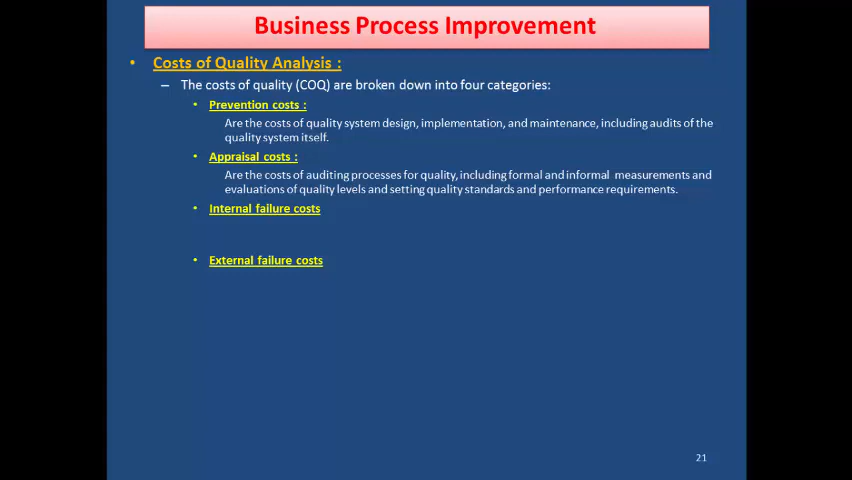 Business Process Improvement
• Costs of Quality Analysis :
– The costs of quality (COQ) are broken down into four categories:
• Prevention costs :
Are the costs of quality system design, implementation, and maintenance, including audits of the
quality system itself.
• Appraisal costs :
Are the costs of auditing processes for quality, including formal and informal measurements and
evaluations of quality levels and setting quality standards and performance requirements.
• Internal failure costs
• External failure costs
21